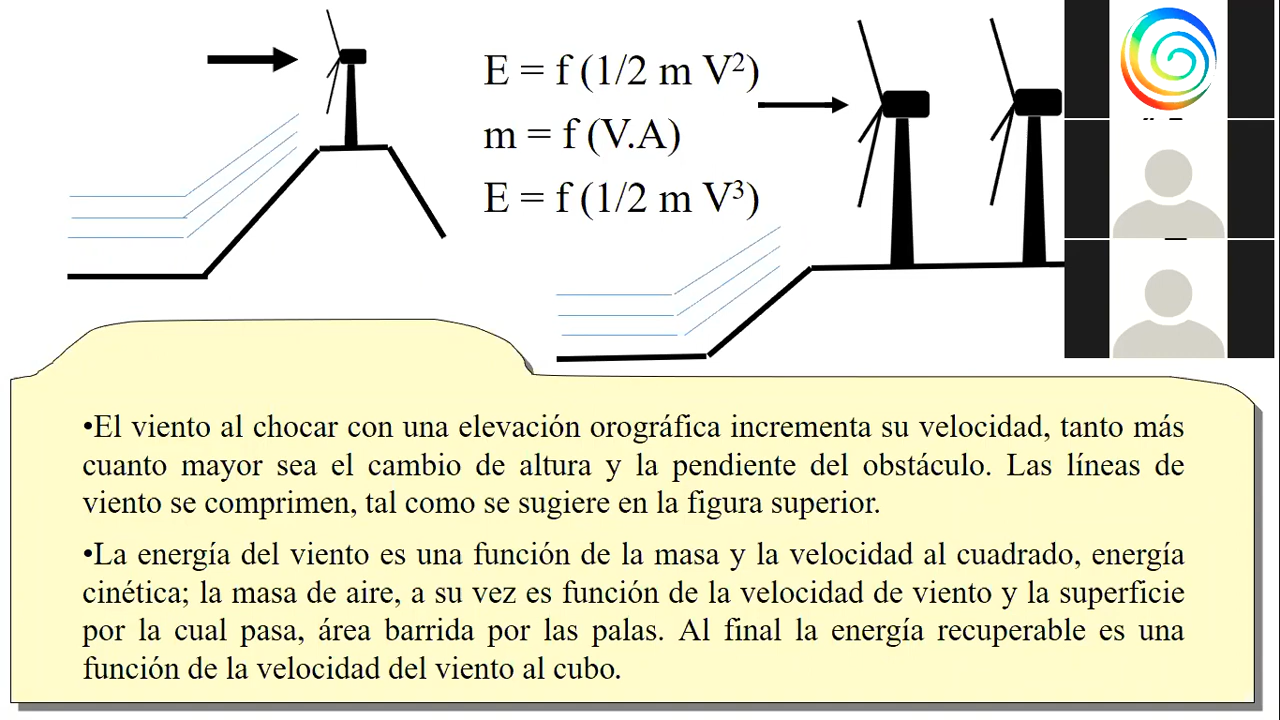 E = f (1/2 m V²)
m = f (V.A)
E = f (1/2 m V³)
•El viento al chocar con una elevación orográfica incrementa su velocidad, tanto más
cuanto mayor sea el cambio de altura y la pendiente del obstáculo. Las líneas de
viento se comprimen, tal como se sugiere en la figura superior.
•La energía del viento es una función de la masa y la velocidad al cuadrado, energía
cinética; la masa de aire, a su vez es función de la velocidad de viento y la superficie
por la cual pasa, área barrida por las palas. Al final la energía recuperable es una
función de la velocidad del viento al cubo.